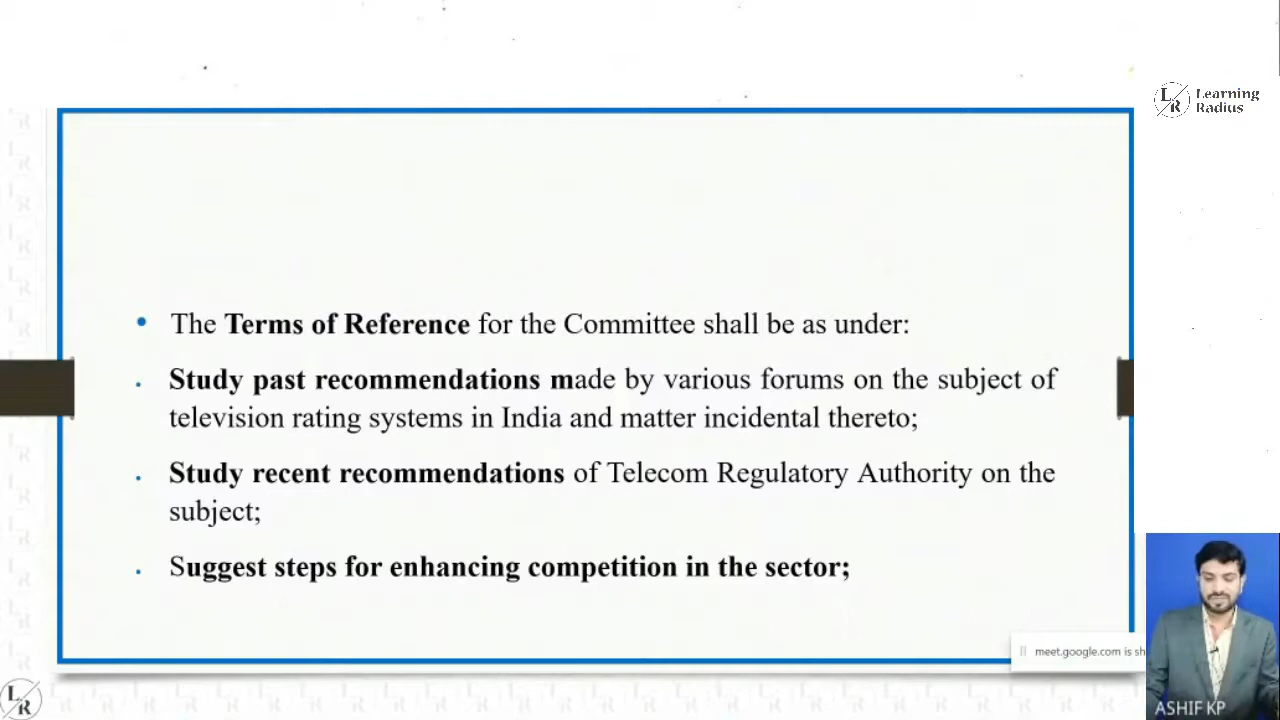 L R Learning
Radius
• The Terms of Reference for the Committee shall be as under:
• Study past recommendations made by various forums on the subject of
television rating systems in India and matter incidental thereto;
• Study recent recommendations of Telecom Regulatory Authority on the
subject;
• Suggest steps for enhancing competition in the sector;
meet.google.com is sh
L R
ASHIF KP